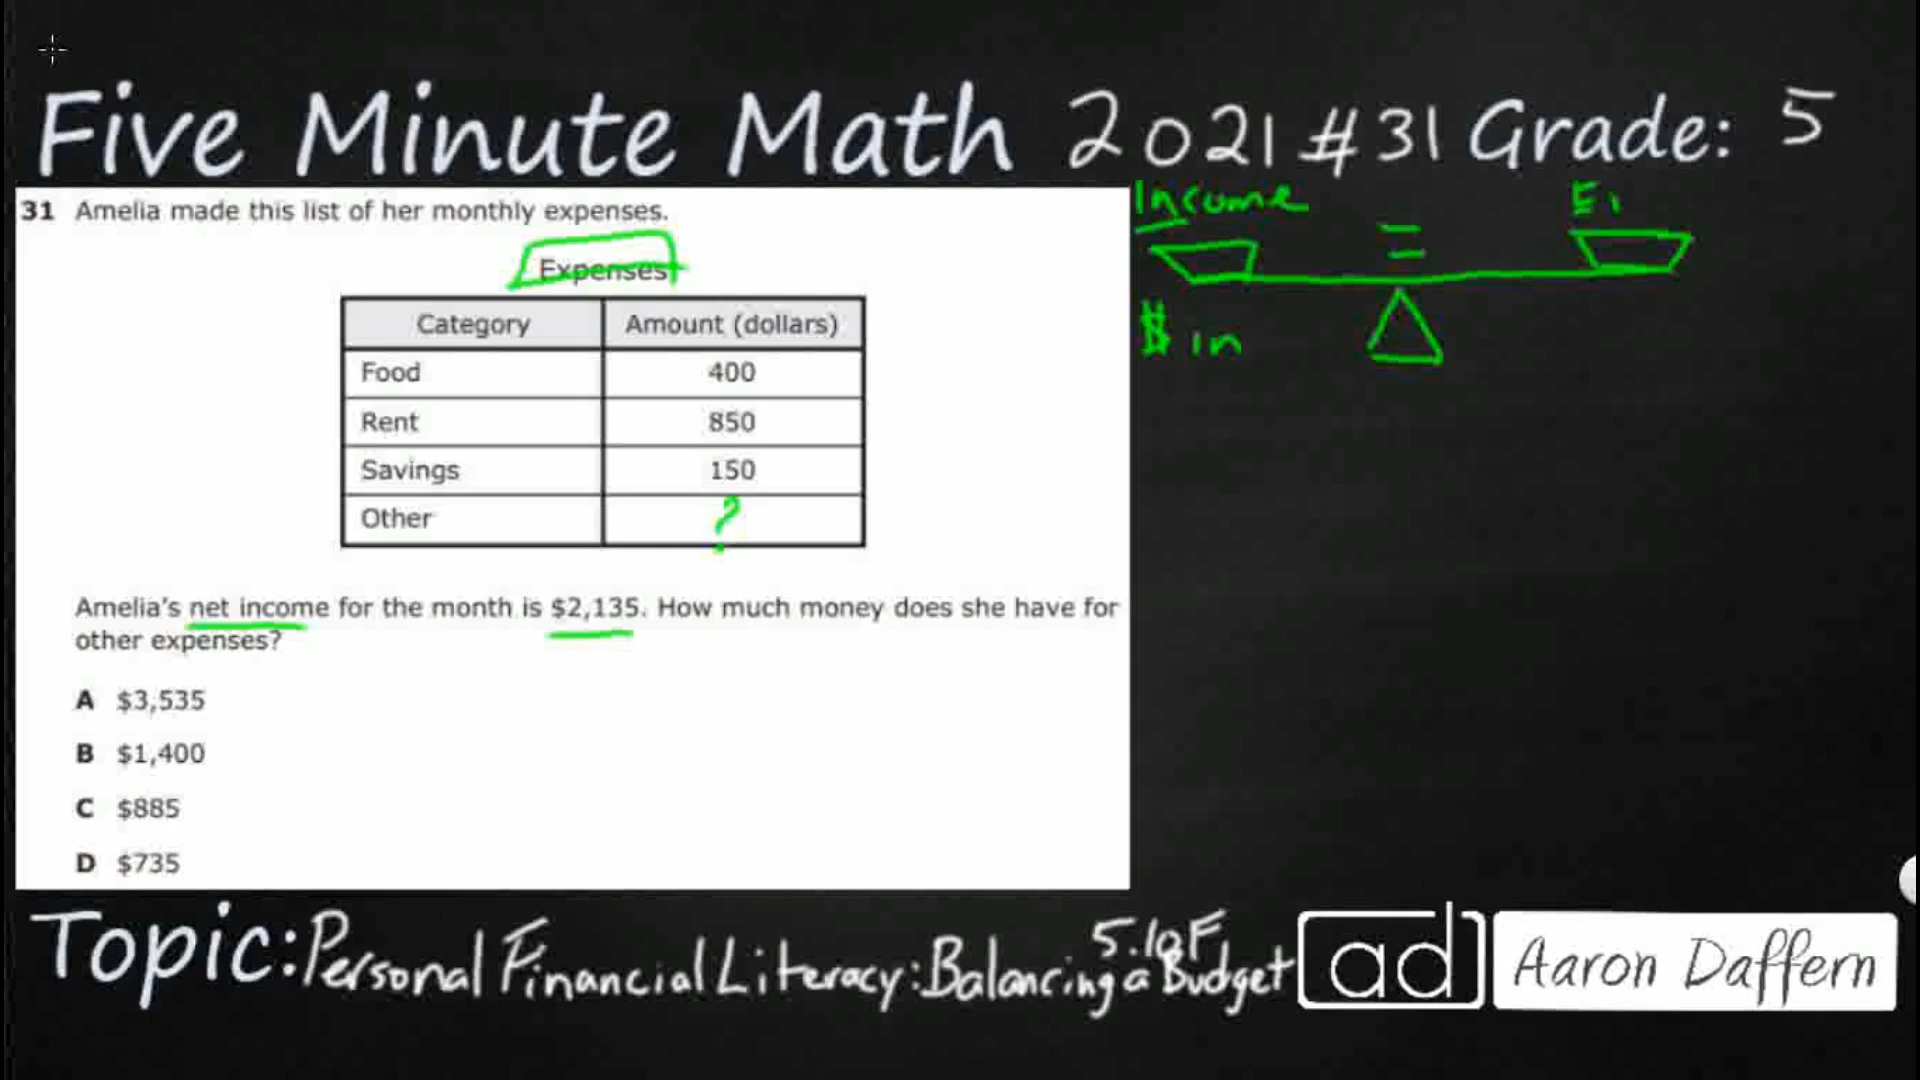 Five Minute Math 2021 #31 Grade: 5
31 Amelia made this list of her monthly expenses.
Expenses
Category Amount (dollars)
Food 400
Rent 850
Savings 150
Other ?
Amelia's net income for the month is $2,135. How much money does she have for
other expenses?
A $3,535
B $1,400
C $885
D $735
Income = E
$ in
Topic: Personal Financial Literacy: Balancing a Budget
5.10F
ad Aaron Daffern